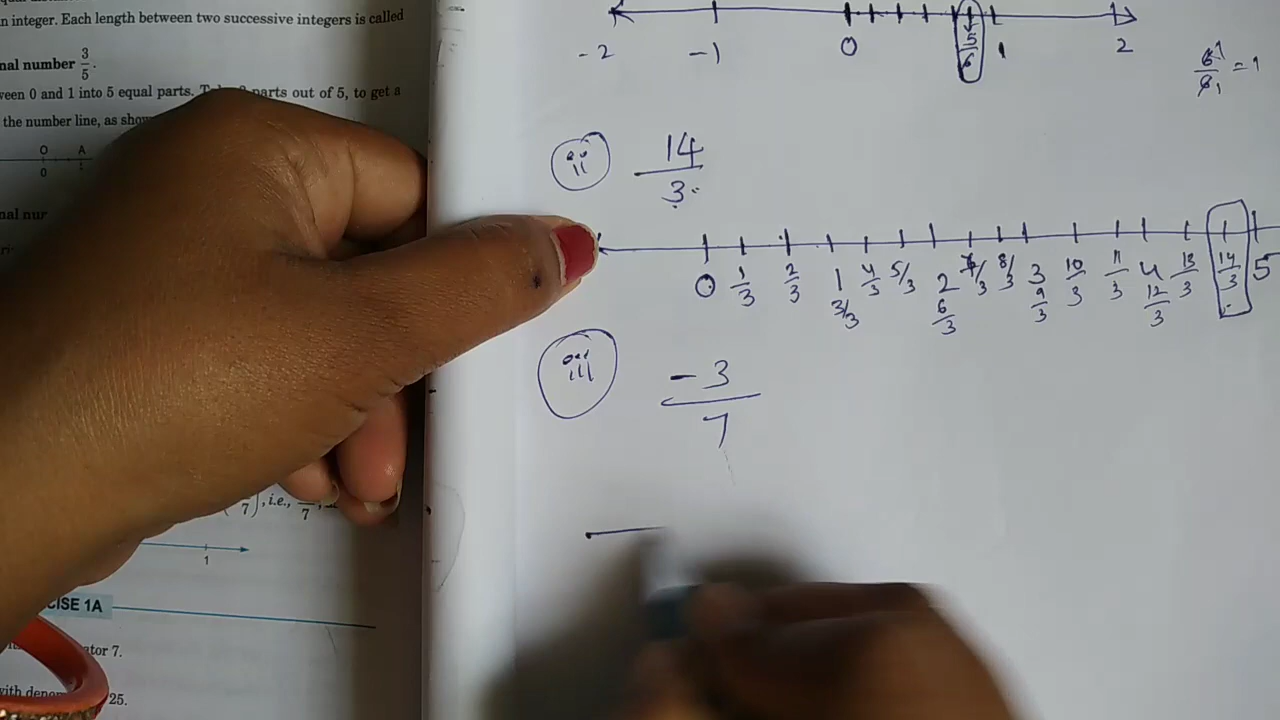 n integer. Each length between two successive integers is called
nal number 3/5.
ween 0 and 1 into 5 equal parts. parts out of 5, to get a
the number line, as
O A
0
nal nur
7), i.e., 7
1
CISE 1A
ator 7.
with 25.
-2 -1 0 5/6 1 2
6/6 = 1
ii 14/3
0 1/3 2/3 1 3/3 4/3 5/3 2 6/3 7/3 8/3 3 9/3 10/3 11/3 4 12/3 13/3 14/3 5
iii -3/7